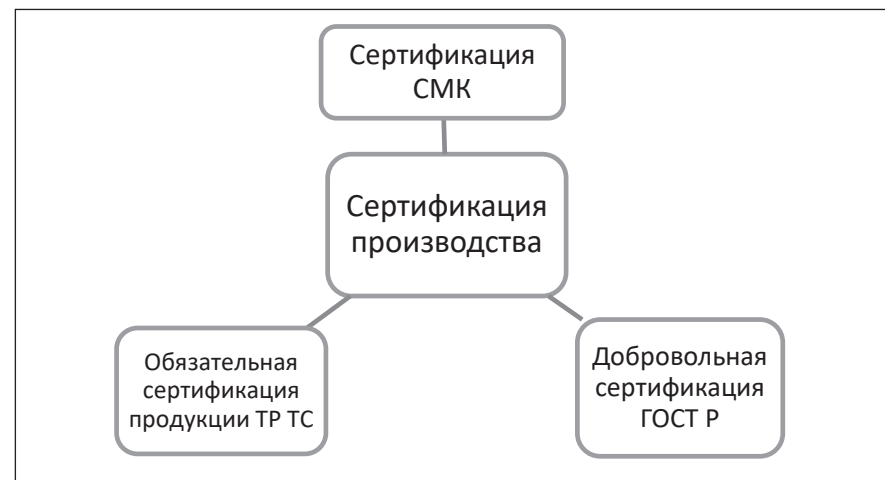 Сертификация
СМК
Сертификация
производства
Обязательная
сертификация
продукции ТР ТС
Добровольная
сертификация
ГОСТ Р